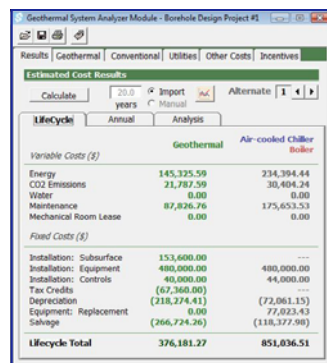 Geothermal System Analyzer Module - Borehole Design Project #1
Results Geothermal Conventional Utilities Other Costs Incentives
Estimated Cost Results
Calculate 20.0 Import Alternate 1
years Manual
LifeCycle Annual Analysis
Geothermal Air-cooled Chiller
Variable Costs ($) Boiler
Energy 145,325.59 234,394.44
CO2 Emissions 21,787.59 30,404.24
Water 0.00 0.00
Maintenance 87,826.76 175,653.53
Mechanical Room Lease 0.00 0.00
Fixed Costs ($)
Installation: Subsurface 153,600.00 ---
Installation: Equipment 480,000.00 480,000.00
Installation: Controls 40,000.00 44,000.00
Tax Credits (67,360.00) ---
Depreciation (218,274.41) (72,061.15)
Equipment: Replacement 0.00 77,023.43
Salvage (266,724.26) (118,377.98)
Lifecycle Total 376,181.27 851,036.51